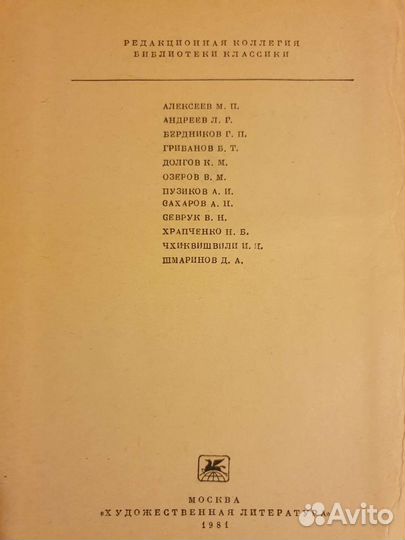 РЕДАКЦИОННАЯ КОЛЛЕГИЯ
БИБЛИОТЕКИ КЛАССИКИ
АЛЕКСЕЕВ М. П.
АНДРЕЕВ Л. Г.
БЕРДНИКОВ Г. П.
ГРИБАНОВ Б. Т.
ДОЛГОВ К. М.
ОЗЕРОВ В. М.
ПУЗИКОВ А. И.
САХАРОВ А. Н.
СЕВРУК В. Н.
ХРАПЧЕНКО М. Б.
ЧХИКВИШВИЛИ И. И.
ШМАРИНОВ Д. А.
МОСКВА
«ХУДОЖЕСТВЕННАЯ ЛИТЕРАТУРА»
1981
Avito